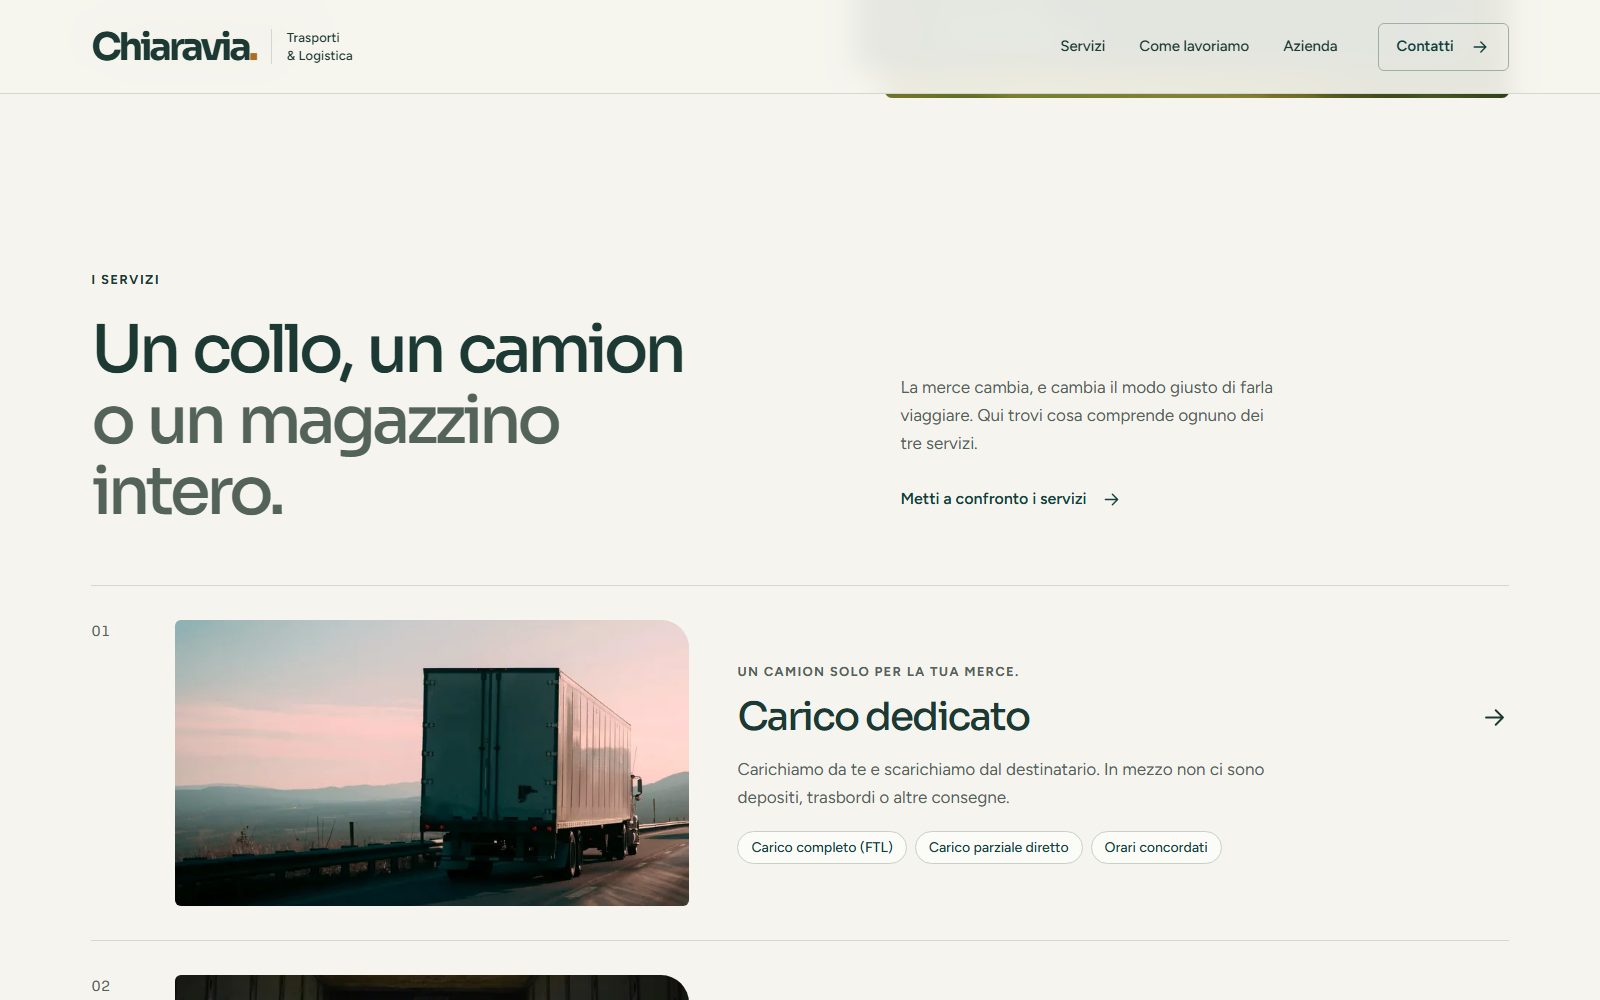 Chiaravia.
Trasporti
& Logistica
Servizi
Come lavoriamo
Azienda
Contatti
I SERVIZI
Un collo, un camion
o un magazzino
intero.
La merce cambia, e cambia il modo giusto di farla
viaggiare. Qui trovi cosa comprende ognuno dei
tre servizi.
Metti a confronto i servizi
01
UN CAMION SOLO PER LA TUA MERCE.
Carico dedicato
Carichiamo da te e scarichiamo dal destinatario. In mezzo non ci sono
depositi, trasbordi o altre consegne.
Carico completo (FTL)
Carico parziale diretto
Orari concordati
02